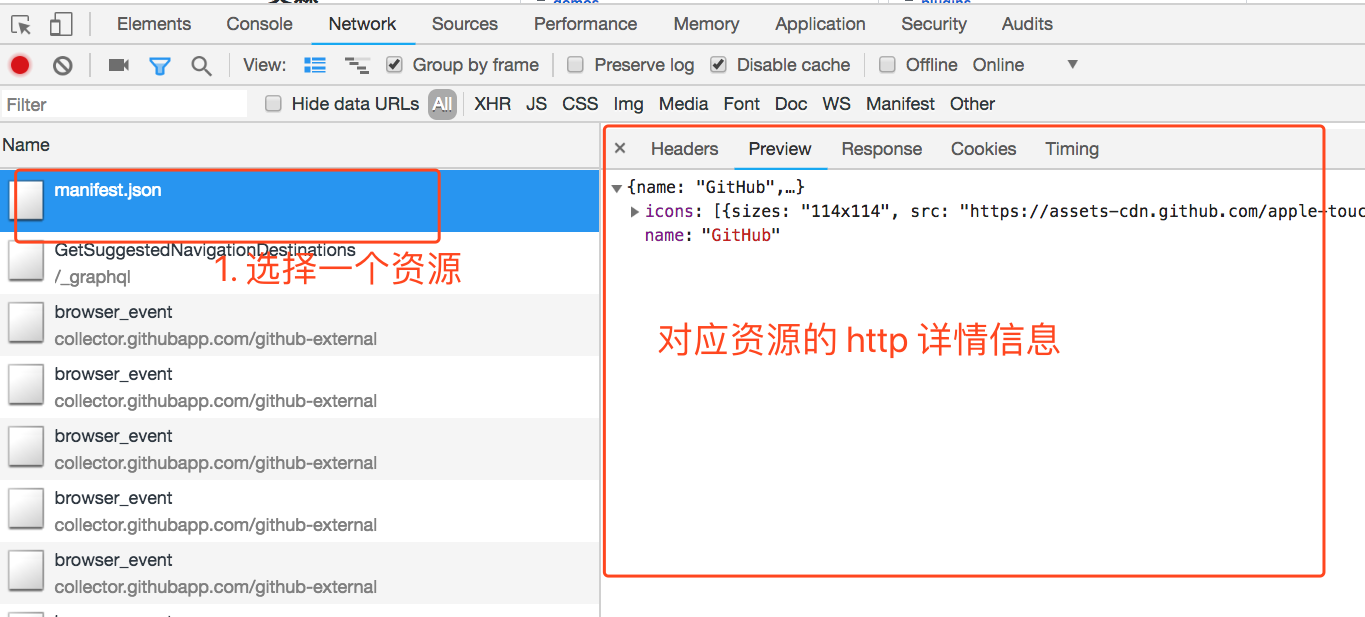 demos
plugins
Elements Console Network Sources Performance Memory Application Security Audits
View: Group by frame Preserve log Disable cache Offline Online ▼
Filter Hide data URLs All XHR JS CSS Img Media Font Doc WS Manifest Other
Name
× Headers Preview Response Cookies Timing
manifest.json
▼{name: "GitHub",…}
▶icons: [{sizes: "114x114", src: "https://assets-cdn.github.com/apple-touc
name: "GitHub"
GetSuggestedNavigationDestinations
/_graphql
1. 选择一个资源
对应资源的 http 详情信息
browser_event
collector.githubapp.com/github-external
browser_event
collector.githubapp.com/github-external
browser_event
collector.githubapp.com/github-external
browser_event
collector.githubapp.com/github-external
browser_event
collector.githubapp.com/github-external